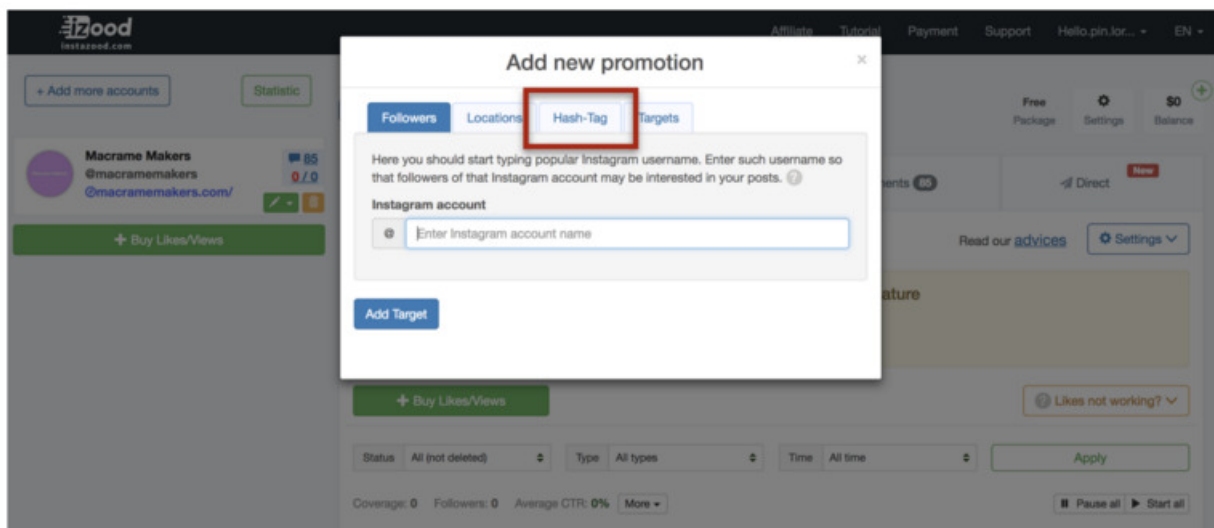 izood
instazood.com
Affiliate Tutorial Payment Support Hello.pin.lor... EN
+ Add more accounts
Statistic
Macrame Makers
@macramemakers
macramemakers.com/
85
0 / 0
+ Buy Likes/Views
Add new promotion
×
Followers Locations Hash-Tag Targets
Here you should start typing popular Instagram username. Enter such username so
that followers of that Instagram account may be interested in your posts. ?
Instagram account
@ Enter Instagram account name
Add Target
Free
Package
Settings
$0
Balance
ents 85
Direct
New
Read our advices
Settings
ature
+ Buy Likes/Views
? Likes not working?
Status All (not deleted) Type All types Time All time Apply
Coverage: 0 Followers: 0 Average CTR: 0% More Pause all Start all